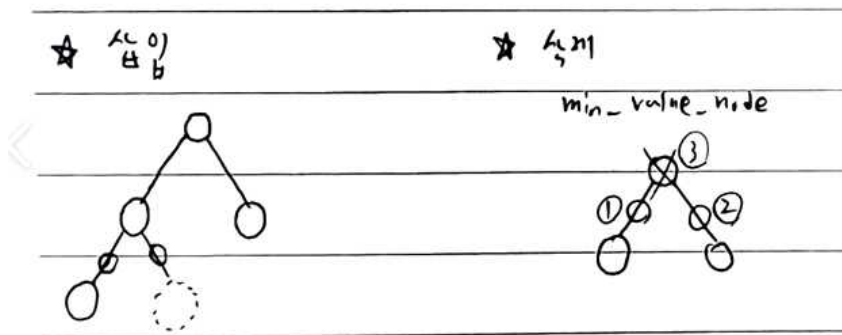 ☆ 삽입
☆ 삭제
min_value_node
③
① ②